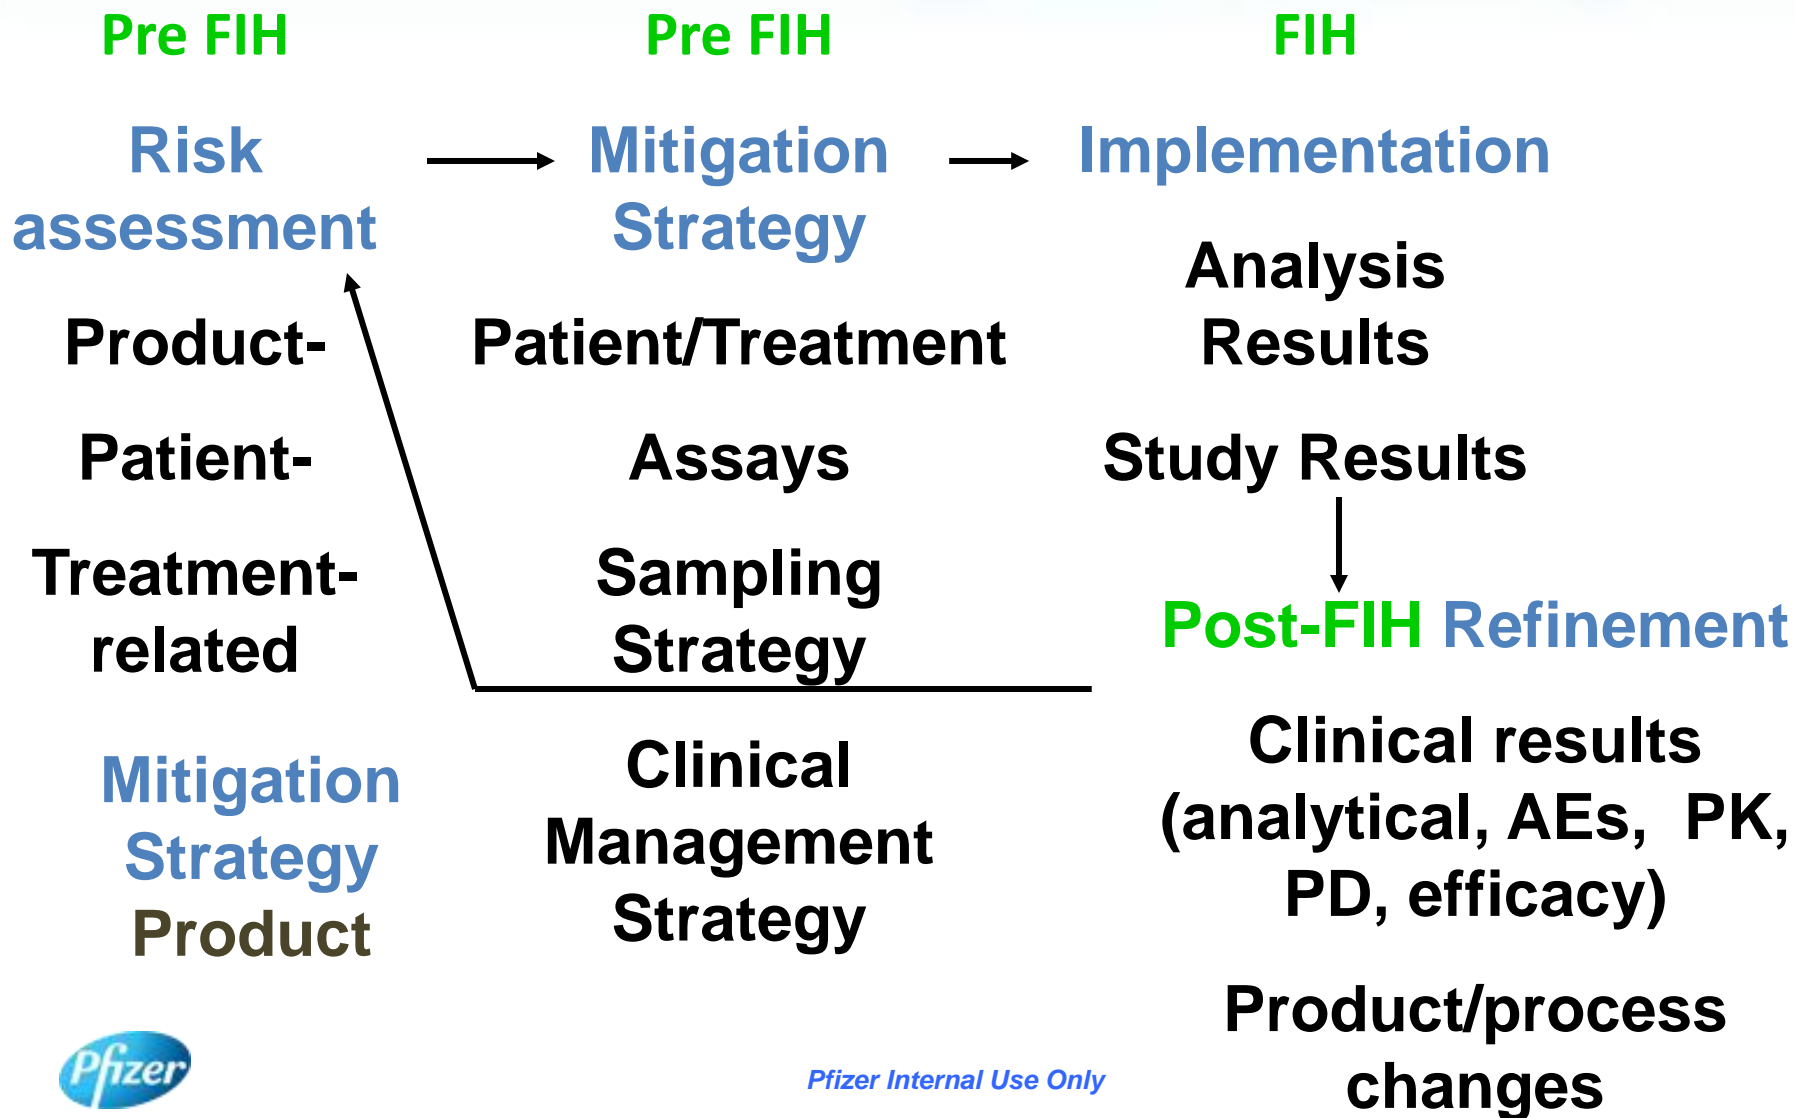 Pre FIH
Risk
assessment
Product-
Patient-
Treatment-
related
Mitigation
Strategy
Product
Pre FIH
Mitigation
Strategy
Patient/Treatment
Assays
Sampling
Strategy
Clinical
Management
Strategy
FIH
Implementation
Analysis
Results
Study Results
Post-FIH Refinement
Clinical results
(analytical, AEs, PK,
PD, efficacy)
Product/process
changes
Pfizer
Pfizer Internal Use Only